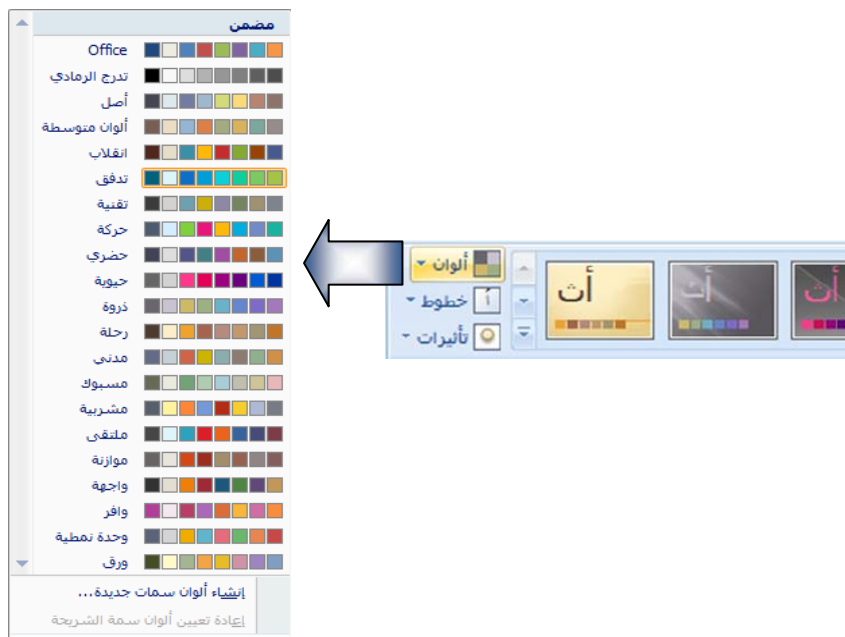 مضمن
Office
تدرج الرمادي
أصل
ألوان متوسطة
انقلاب
تدفق
تقنية
حركة
حضري
حيوية
ذروة
رحلة
مدني
مسبوك
مشربية
ملتقى
موازنة
واجهة
وافر
وحدة نمطية
ورق
إنشاء ألوان سمات جديدة...
إعادة تعيين ألوان سمة الشريحة
ألوان
خطوط
تأثيرات
أث
أث
أث